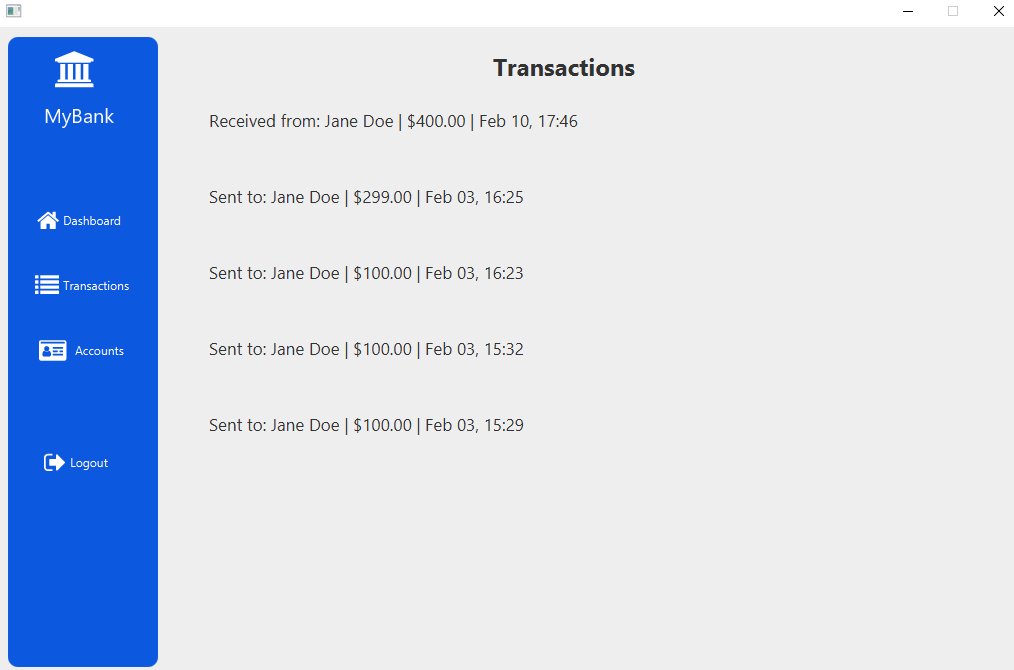 MyBank
Dashboard
Transactions
Accounts
Logout
Transactions
Received from: Jane Doe | $400.00 | Feb 10, 17:46
Sent to: Jane Doe | $299.00 | Feb 03, 16:25
Sent to: Jane Doe | $100.00 | Feb 03, 16:23
Sent to: Jane Doe | $100.00 | Feb 03, 15:32
Sent to: Jane Doe | $100.00 | Feb 03, 15:29